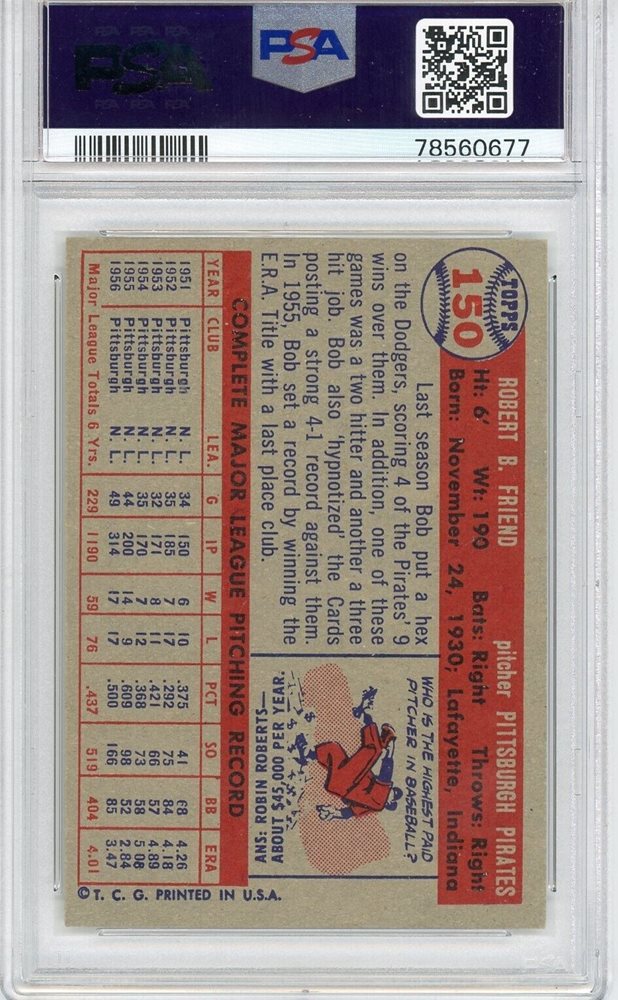 PSA
PSA
78560677
TOPPS
150
ROBERT B. FRIEND pitcher PITTSBURGH PIRATES
Ht: 6' Wt: 190 Bats: Right Throws: Right
Born: November 24, 1930; Lafayette, Indiana
Last season Bob put a hex
on the Dodgers, scoring 4 of the Pirates' 9
wins over them. In addition, one of these
games was a two hitter and another a three
hit job. Bob also 'hypnotized' the Cards
posting a strong 4-1 record against them.
In 1955, Bob set a record by winning the
E.R.A. Title with a last place club.
WHO IS THE HIGHEST PAID
PITCHER IN BASEBALL?
ANS: ROBIN ROBERTS—
ABOUT $45,000 PER YEAR.
COMPLETE MAJOR LEAGUE PITCHING RECORD
YEAR CLUB LEA. G IP W L PCT SO BB ERA
1951 Pittsburgh N. L. 34 150 6 10 .375 41 68 4.26
1952 Pittsburgh N. L. 35 185 7 17 .292 75 84 4.18
1953 Pittsburgh N. L. 32 171 8 11 .421 66 57 4.89
1954 Pittsburgh N. L. 35 170 7 12 .368 73 58 5.08
1955 Pittsburgh N. L. 44 200 14 9 .609 98 52 2.84
1956 Pittsburgh N. L. 49 314 17 17 .500 166 85 3.47
Major League Totals 6 Yrs. 229 1190 59 76 .437 519 404 4.01
© T. C. G. PRINTED IN U.S.A.